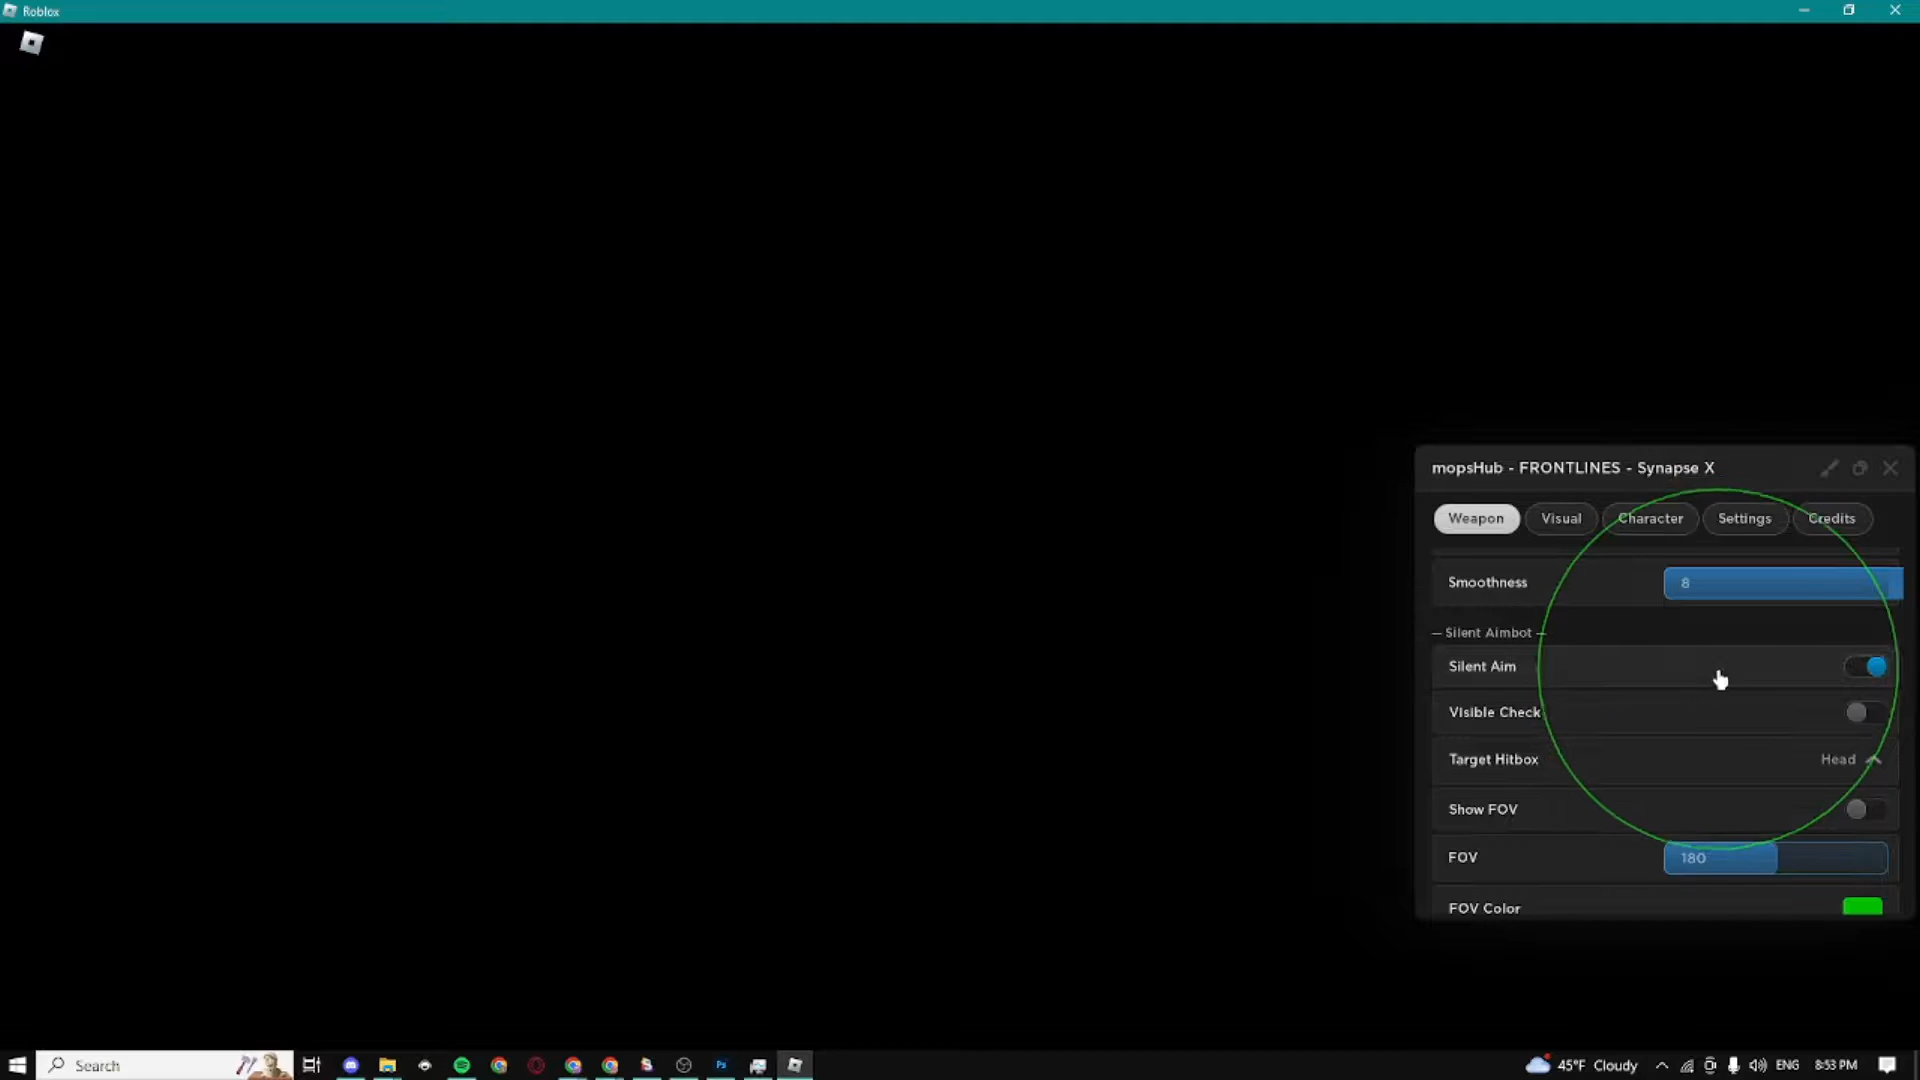 Roblox
mopsHub - FRONTLINES - Synapse X
Weapon Visual Character Settings Credits
Smoothness 8
— Silent Aimbot —
Silent Aim
Visible Check
Target Hitbox Head
Show FOV
FOV 180
FOV Color
Search
Ps
45°F Cloudy
ENG
8:53 PM